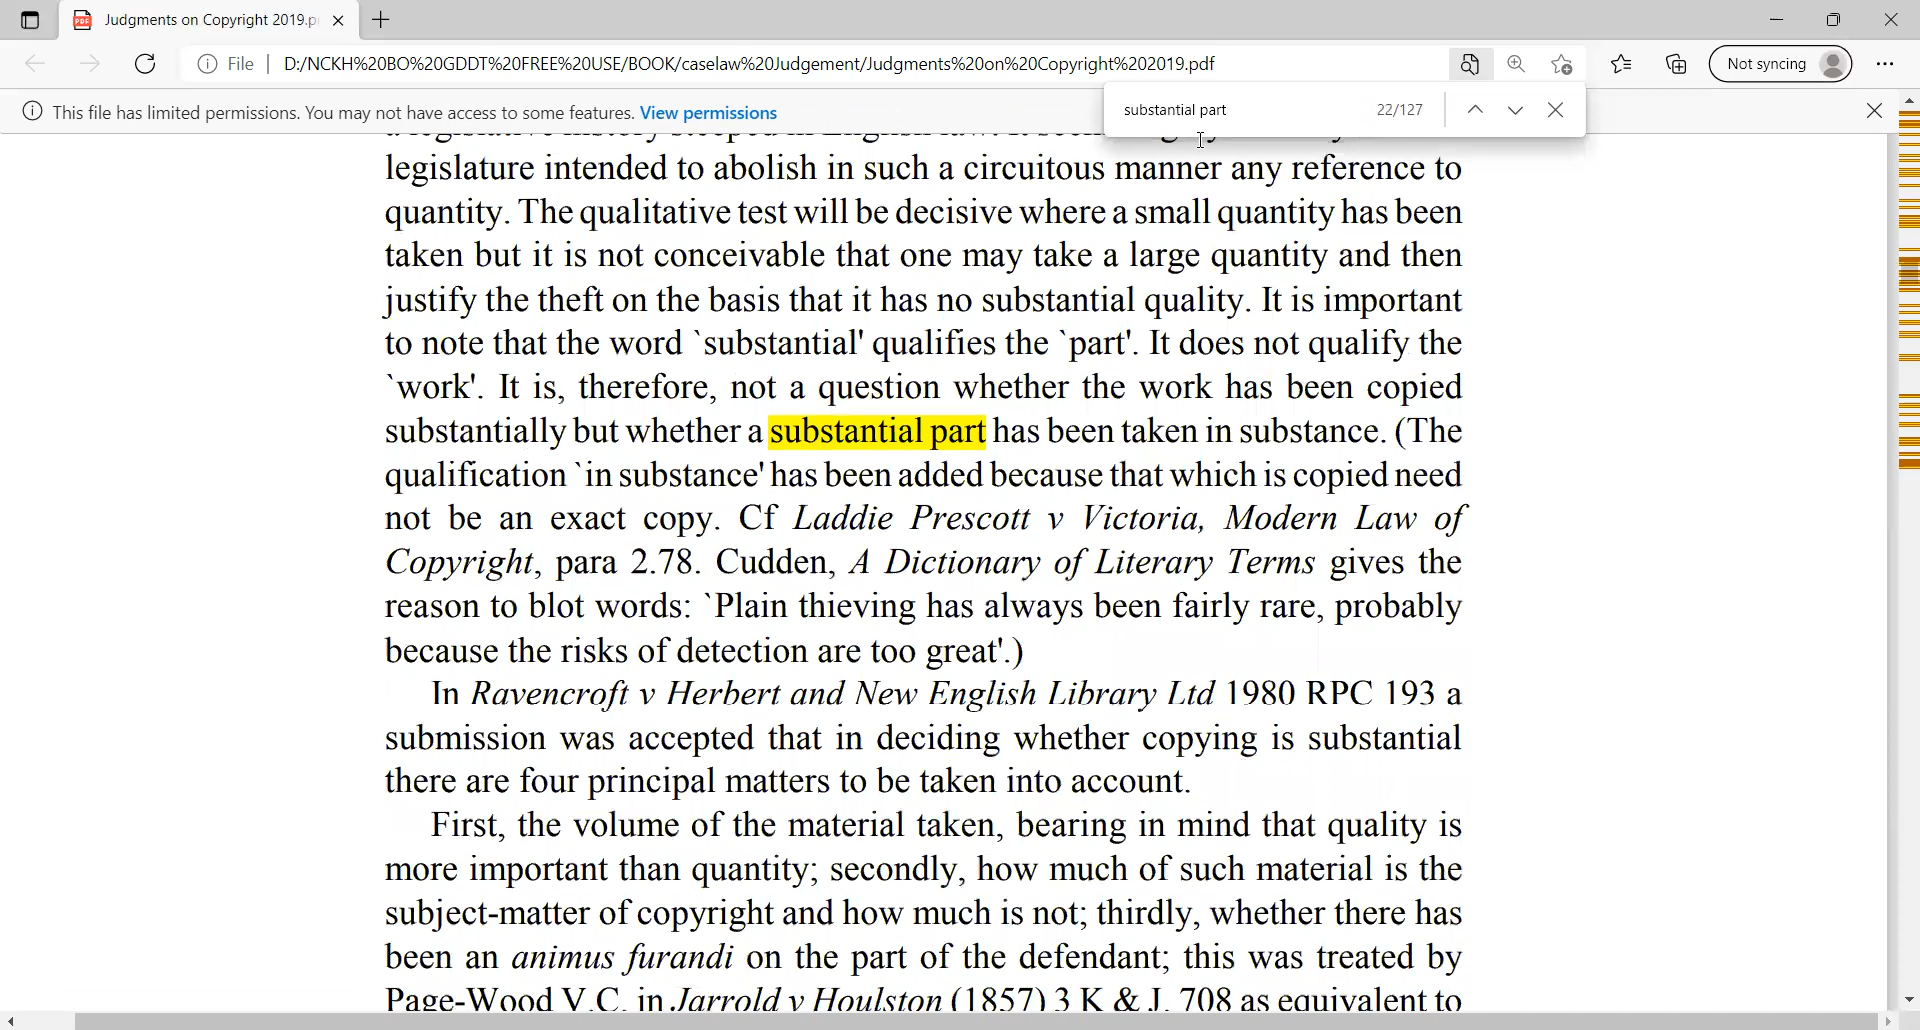 Judgments on Copyright 2019.p
File
D:/NCKH%20BO%20GDDT%20FREE%20USE/BOOK/caselaw%20Judgement/Judgments%20on%20Copyright%202019.pdf
Not syncing
This file has limited permissions. You may not have access to some features. View permissions
substantial part
22/127
legislature intended to abolish in such a circuitous manner any reference to
quantity. The qualitative test will be decisive where a small quantity has been
taken but it is not conceivable that one may take a large quantity and then
justify the theft on the basis that it has no substantial quality. It is important
to note that the word `substantial' qualifies the `part'. It does not qualify the
`work'. It is, therefore, not a question whether the work has been copied
substantially but whether a substantial part has been taken in substance. (The
qualification `in substance' has been added because that which is copied need
not be an exact copy. Cf Laddie Prescott v Victoria, Modern Law of
Copyright, para 2.78. Cudden, A Dictionary of Literary Terms gives the
reason to blot words: `Plain thieving has always been fairly rare, probably
because the risks of detection are too great'.)
In Ravencroft v Herbert and New English Library Ltd 1980 RPC 193 a
submission was accepted that in deciding whether copying is substantial
there are four principal matters to be taken into account.
First, the volume of the material taken, bearing in mind that quality is
more important than quantity; secondly, how much of such material is the
subject-matter of copyright and how much is not; thirdly, whether there has
been an animus furandi on the part of the defendant; this was treated by
Page-Wood V.C. in Jarrold v Houlston (1857) 3 K & J. 708 as equivalent to